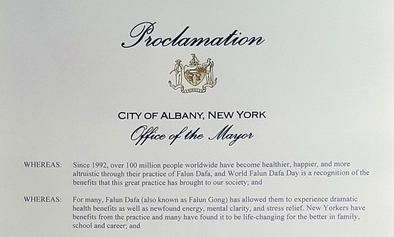 Proclamation
CITY OF ALBANY, NEW YORK
Office of the Mayor
WHEREAS: Since 1992, over 100 million people worldwide have become healthier, happier, and more
altruistic through their practice of Falun Dafa, and World Falun Dafa Day is a recognition of the
benefits that this great practice has brought to our society; and
WHEREAS: For many, Falun Dafa (also known as Falun Gong) has allowed them to experience dramatic
health benefits as well as newfound energy, mental clarity, and stress relief. New Yorkers have
benefits from the practice and many have found it to be life-changing for the better in family,
school and career; and